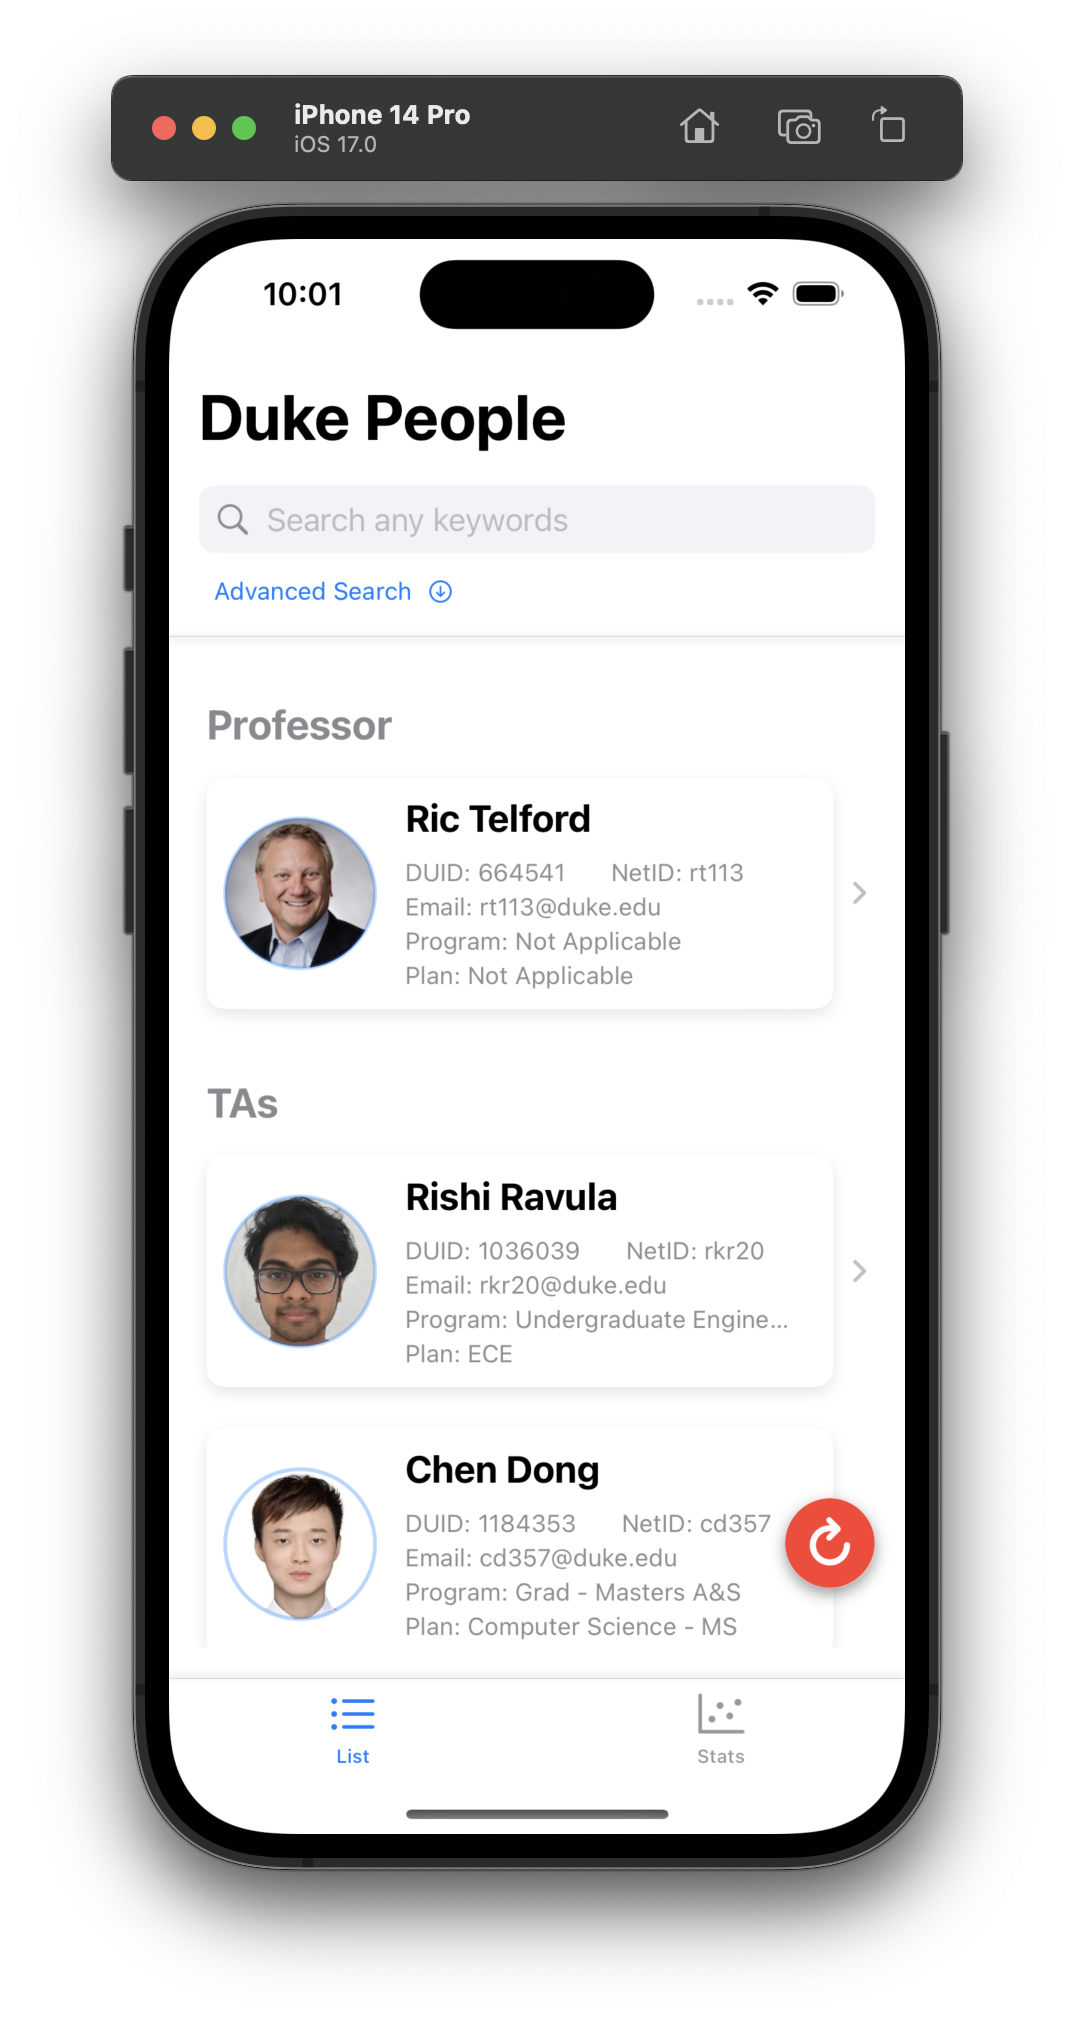 iPhone 14 Pro
iOS 17.0
10:01
Duke People
Search any keywords
Advanced Search
Professor
Ric Telford
DUID: 664541 NetID: rt113
Email: rt113@duke.edu
Program: Not Applicable
Plan: Not Applicable
TAs
Rishi Ravula
DUID: 1036039 NetID: rkr20
Email: rkr20@duke.edu
Program: Undergraduate Engine...
Plan: ECE
Chen Dong
DUID: 1184353 NetID: cd357
Email: cd357@duke.edu
Program: Grad - Masters A&S
Plan: Computer Science - MS
List
Stats